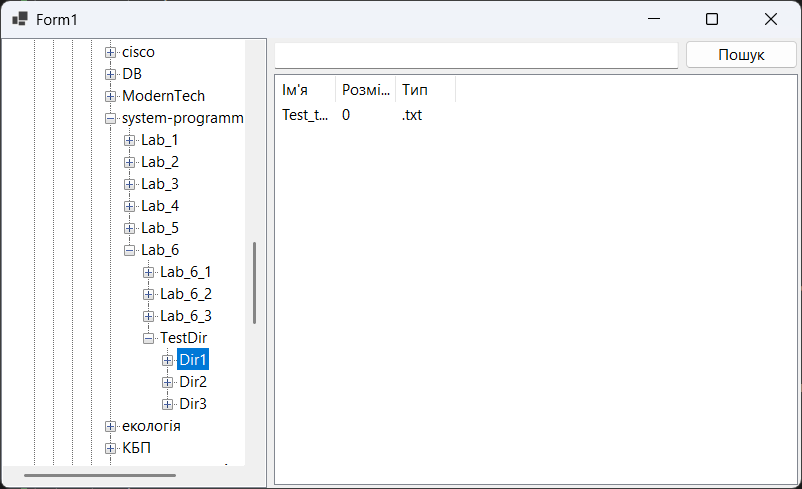 Form1
cisco
DB
ModernTech
system-programm
Lab_1
Lab_2
Lab_3
Lab_4
Lab_5
Lab_6
Lab_6_1
Lab_6_2
Lab_6_3
TestDir
Dir1
Dir2
Dir3
екологія
КБП
Пошук
Ім'я Розмі... Тип
Test_t... 0 .txt